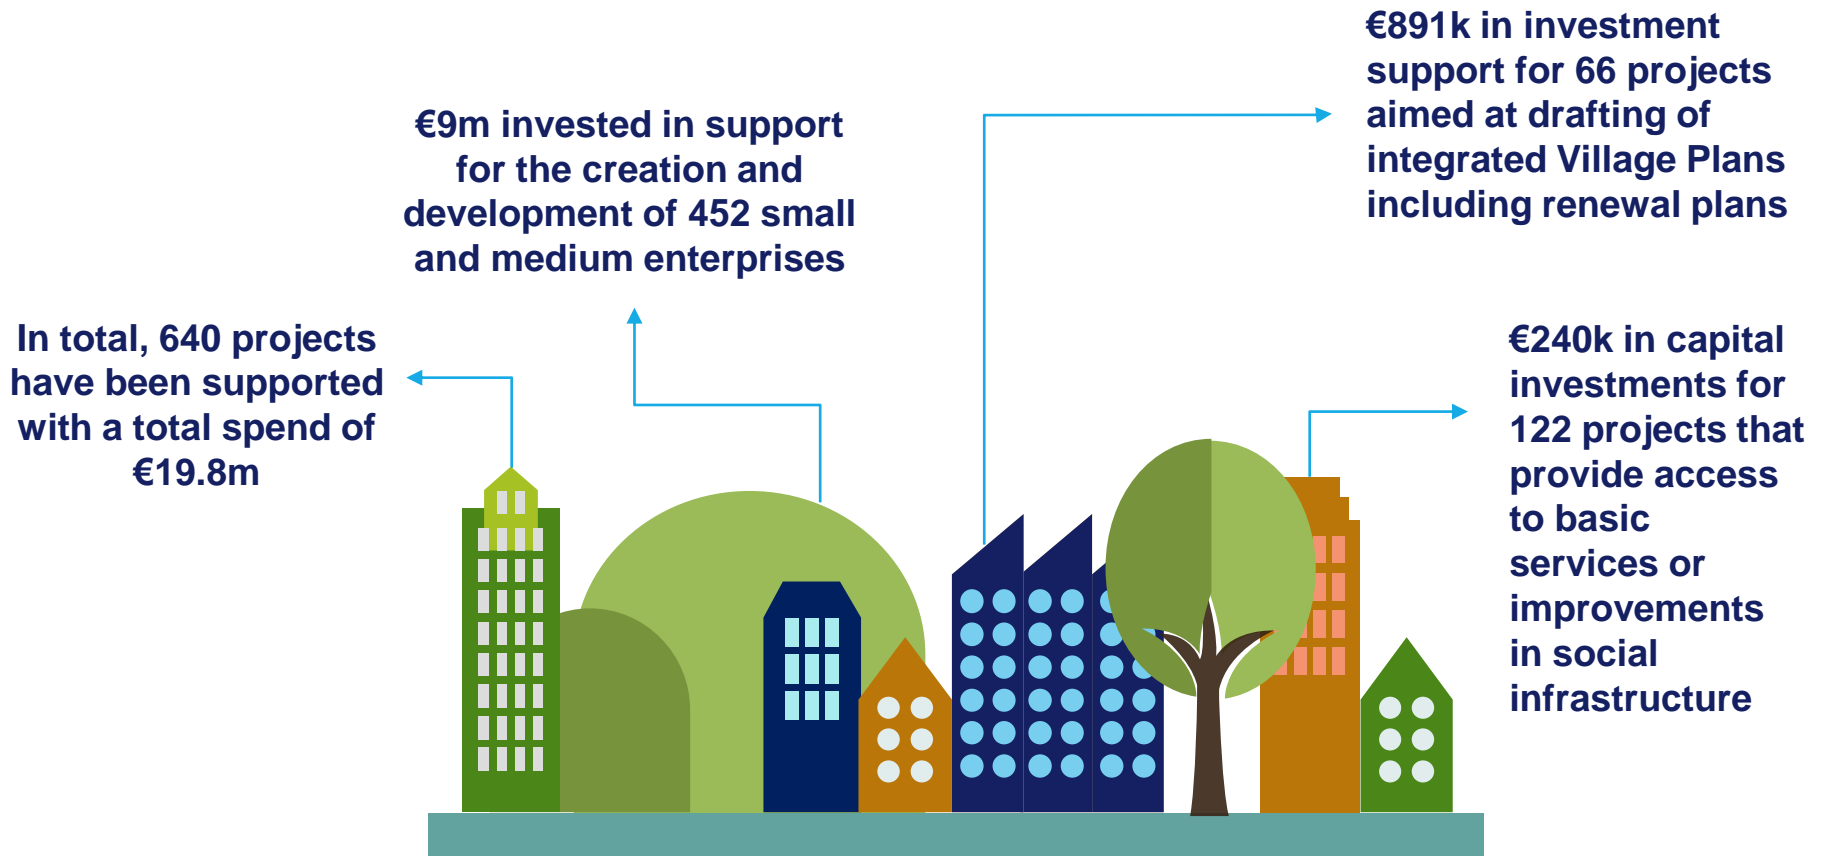 In total, 640 projects
have been supported
with a total spend of
€19.8m
€9m invested in support
for the creation and
development of 452 small
and medium enterprises
€891k in investment
support for 66 projects
aimed at drafting of
integrated Village Plans
including renewal plans
€240k in capital
investments for
122 projects that
provide access
to basic
services or
improvements
in social
infrastructure